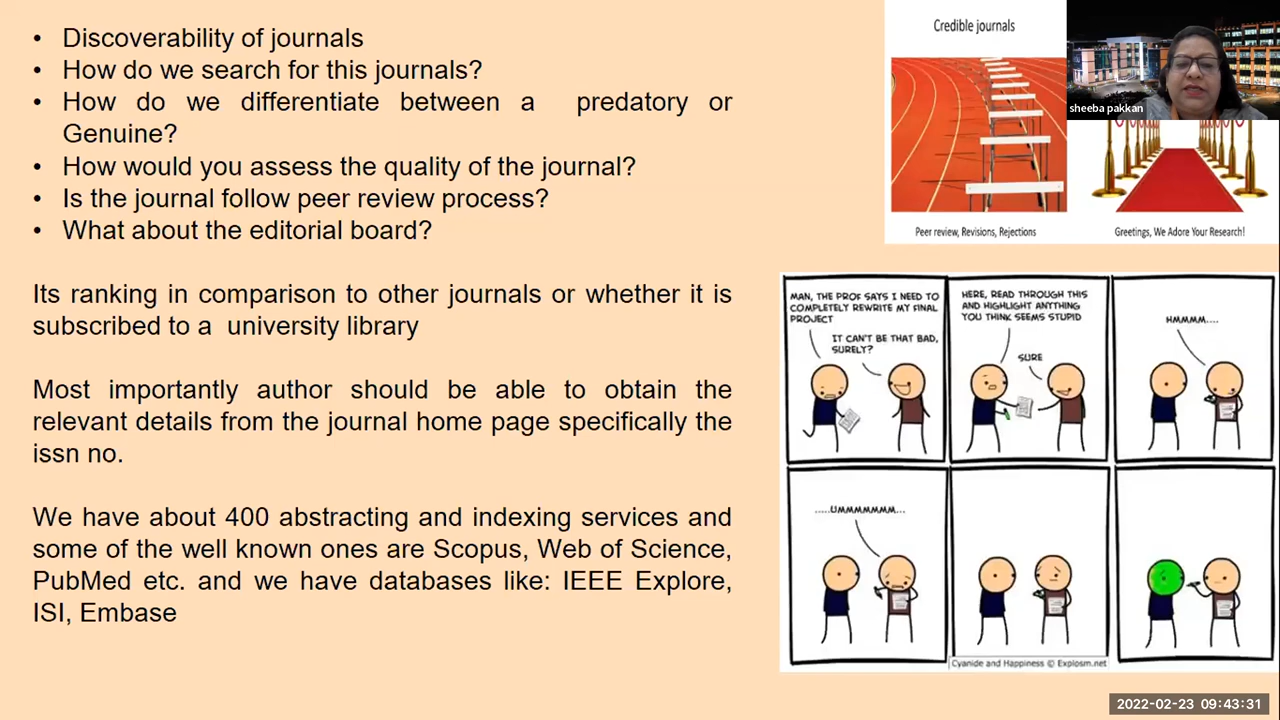 • Discoverability of journals
• How do we search for this journals?
• How do we differentiate between a predatory or
Genuine?
• How would you assess the quality of the journal?
• Is the journal follow peer review process?
• What about the editorial board?
Its ranking in comparison to other journals or whether it is
subscribed to a university library
Most importantly author should be able to obtain the
relevant details from the journal home page specifically the
issn no.
We have about 400 abstracting and indexing services and
some of the well known ones are Scopus, Web of Science,
PubMed etc. and we have databases like: IEEE Explore,
ISI, Embase
Credible journals
Peer review, Revisions, Rejections
sheeba pakkan
Greetings, We Adore Your Research!
MAN, THE PROF SAYS I NEED TO
COMPLETELY REWRITE MY FINAL
PROJECT
IT CAN'T BE THAT BAD,
SURELY?
HERE, READ THROUGH THIS
AND HIGHLIGHT ANYTHING
YOU THINK SEEMS STUPID
SURE
HMMMM....
.....UMMMMMMM...
Cyanide and Happiness © Explosm.net
2022-02-23 09:43:31